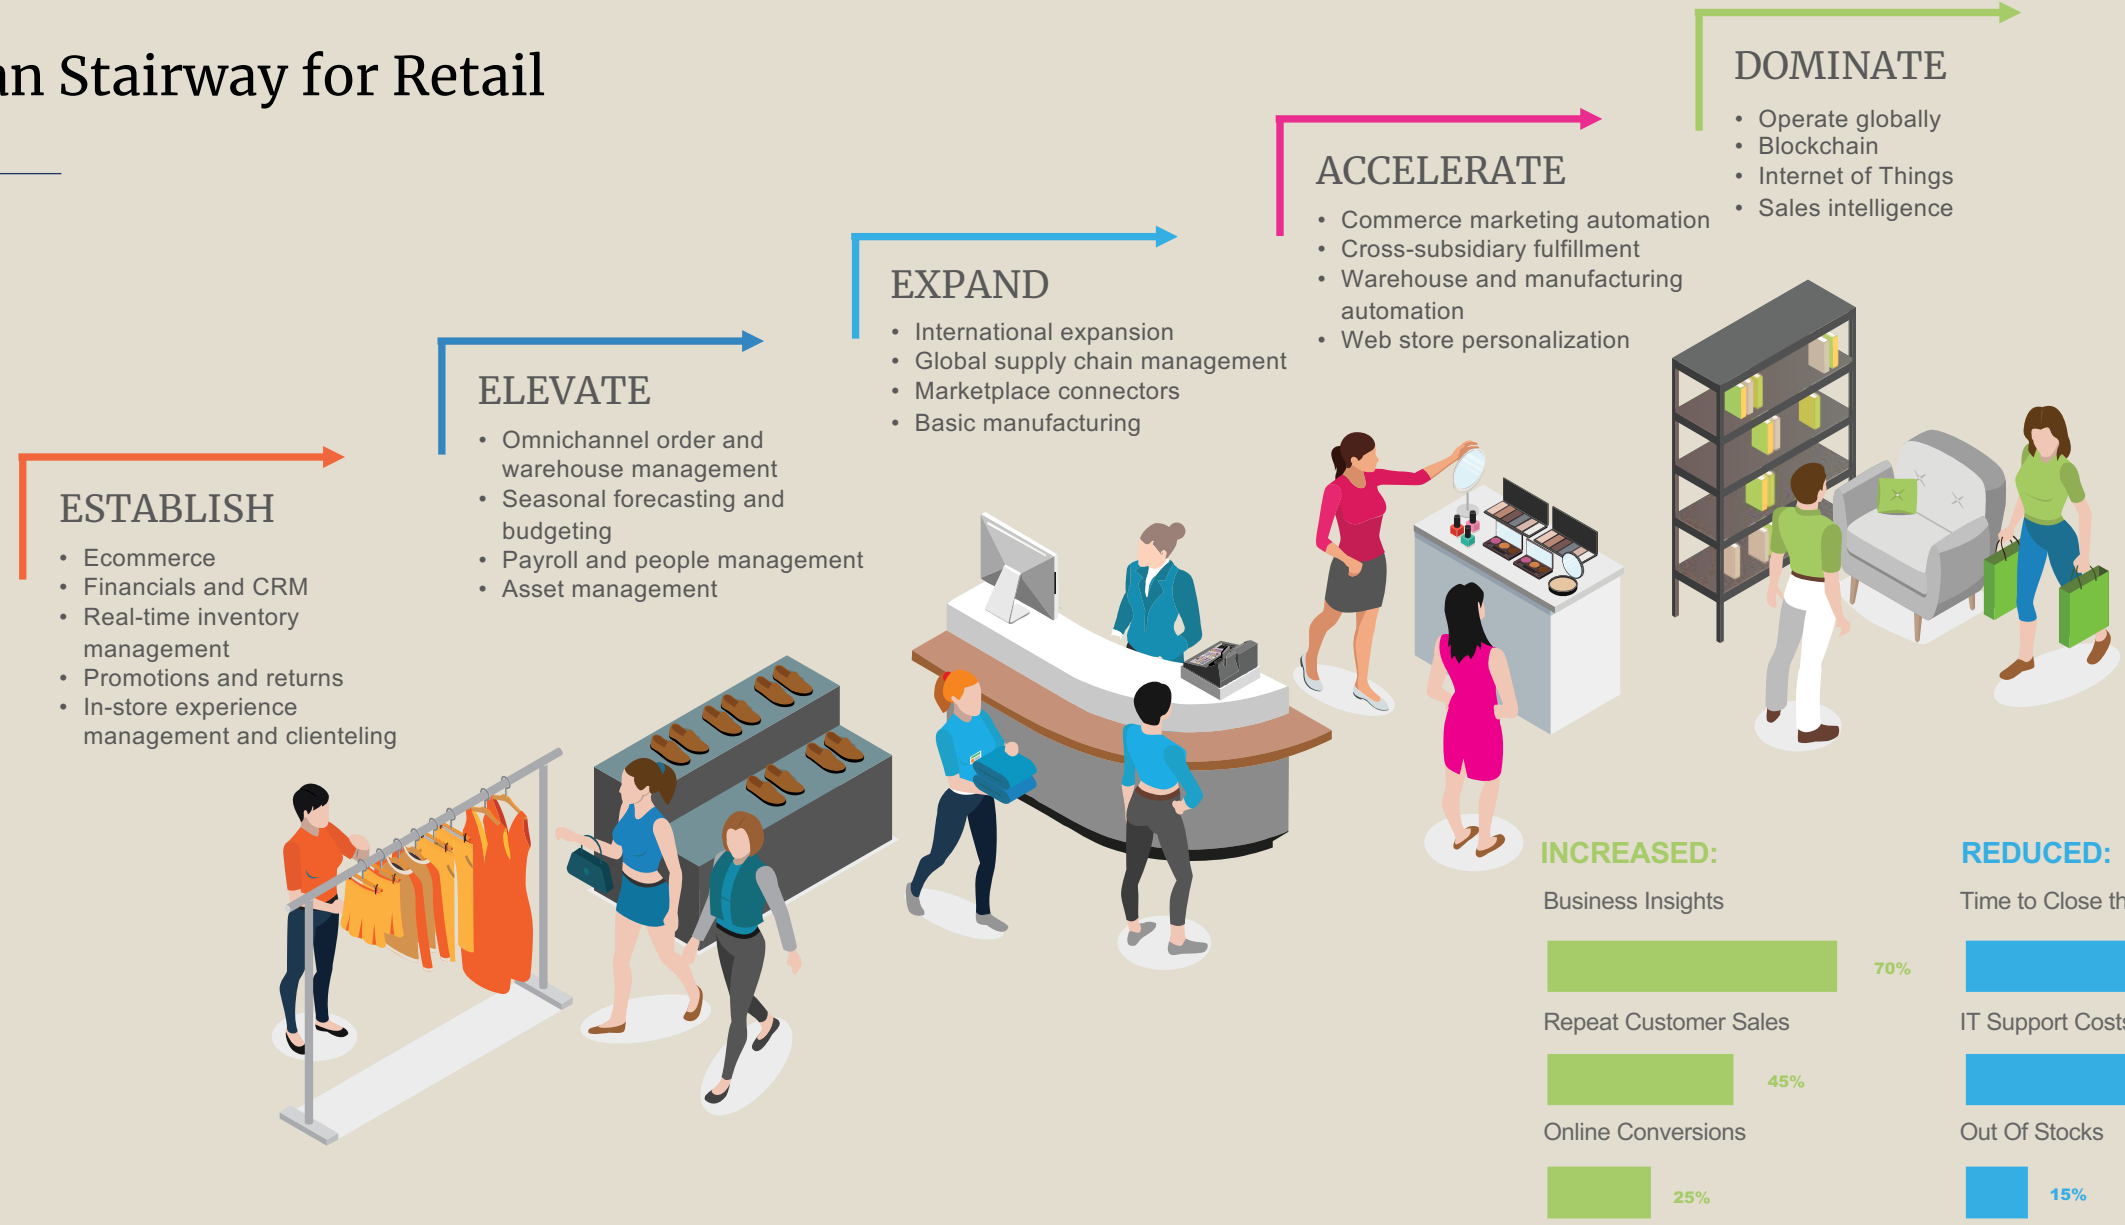 Stairway for Retail
ESTABLISH
• Ecommerce
• Financials and CRM
• Real-time inventory
management
• Promotions and returns
• In-store experience
management and clienteling
ELEVATE
• Omnichannel order and
warehouse management
• Seasonal forecasting and
budgeting
• Payroll and people management
• Asset management
EXPAND
• International expansion
• Global supply chain management
• Marketplace connectors
• Basic manufacturing
ACCELERATE
• Commerce marketing automation
• Cross-subsidiary fulfillment
• Warehouse and manufacturing
automation
• Web store personalization
DOMINATE
• Operate globally
• Blockchain
• Internet of Things
• Sales intelligence
INCREASED:
Business Insights
70%
Repeat Customer Sales
45%
Online Conversions
25%
REDUCED:
Time to Close
IT Support Costs
Out Of Stocks
15%